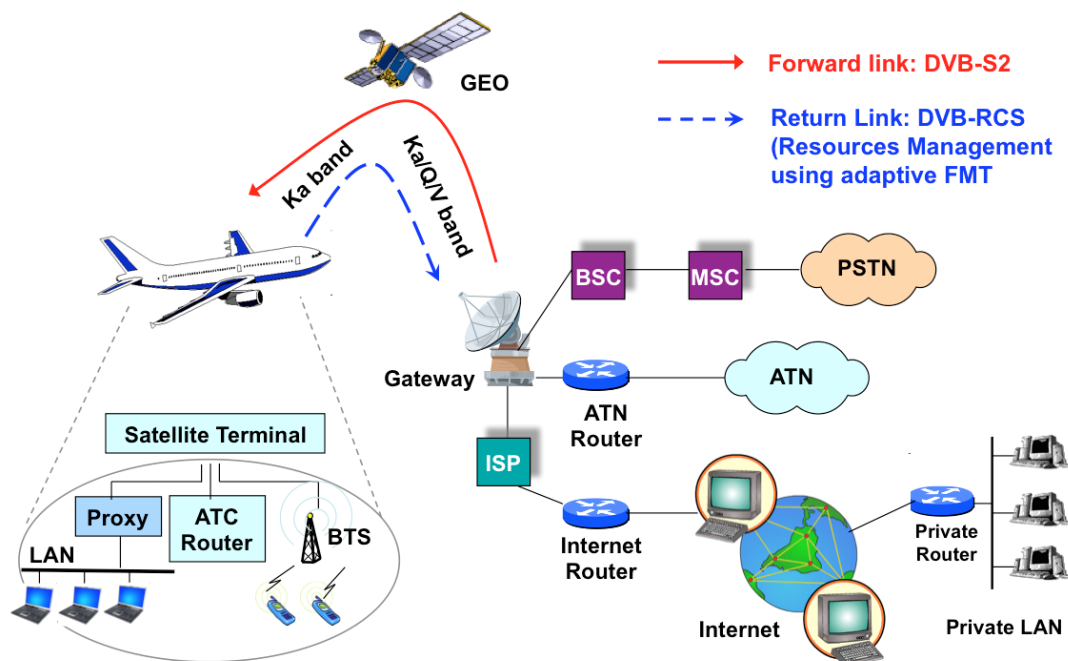 GEO
Forward link: DVB-S2
Return Link: DVB-RCS
(Resources Management
using adaptive FMT
Ka band
Ka/Q/V band
BSC
MSC
PSTN
Gateway
ATN
Router
ATN
Satellite Terminal
ISP
Proxy
ATC
Router
BTS
LAN
Internet
Router
Private
Router
Internet
Private LAN